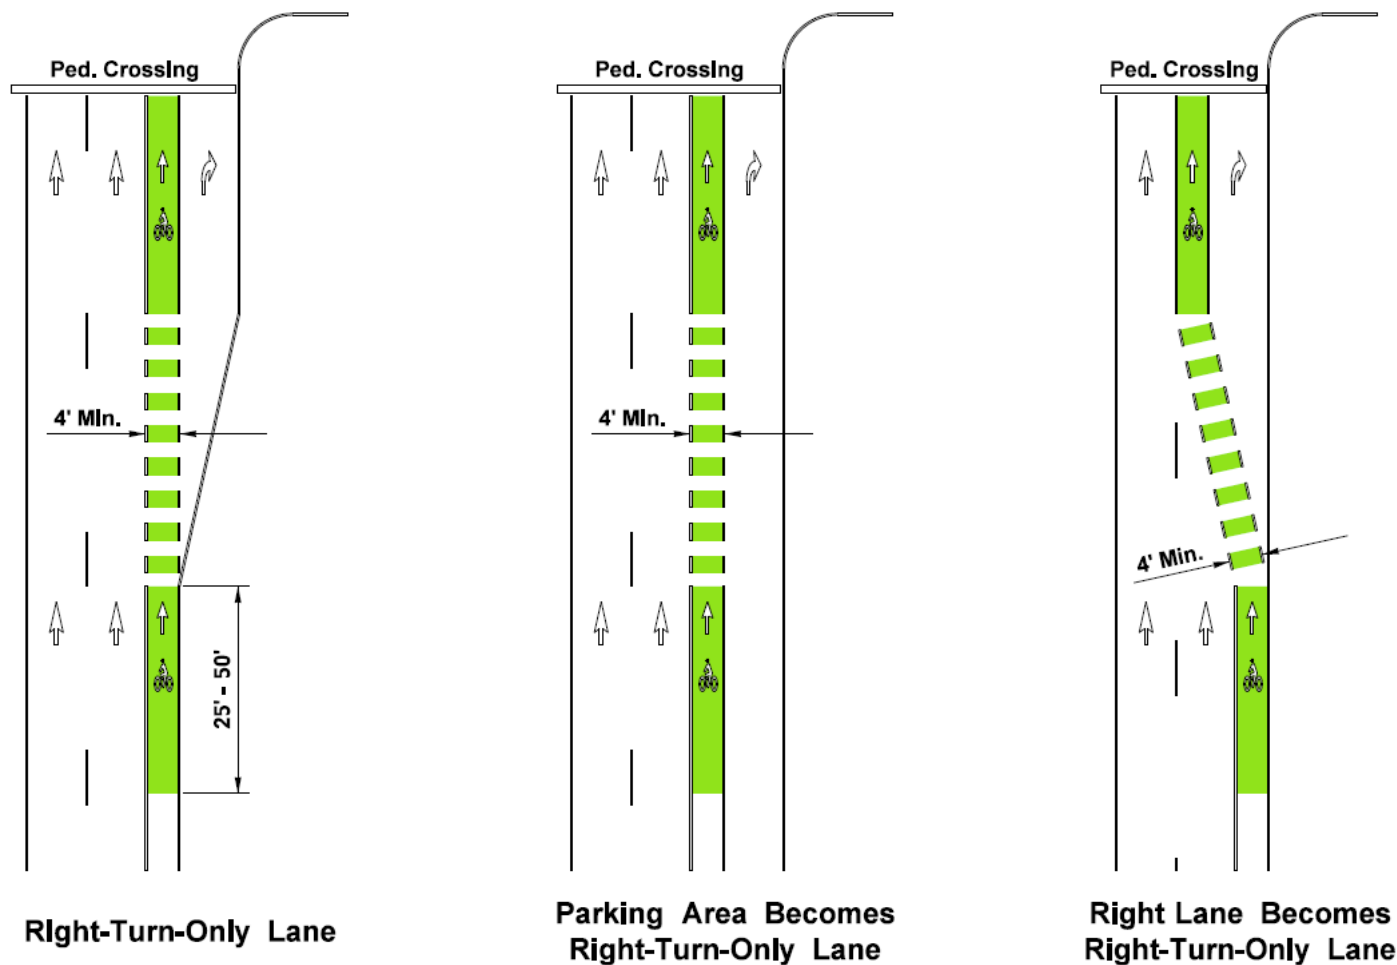 Ped. Crossing
Ped. Crossing
Ped. Crossing
4' Min.
4' Min.
4' Min.
25' - 50'
Right-Turn-Only Lane
Parking Area Becomes
Right-Turn-Only Lane
Right Lane Becomes
Right-Turn-Only Lane